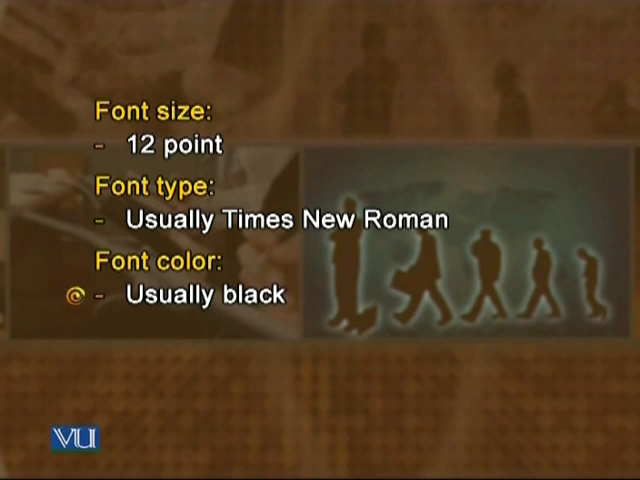 Font size:
- 12 point
Font type:
- Usually Times New Roman
Font color:
- Usually black
VU